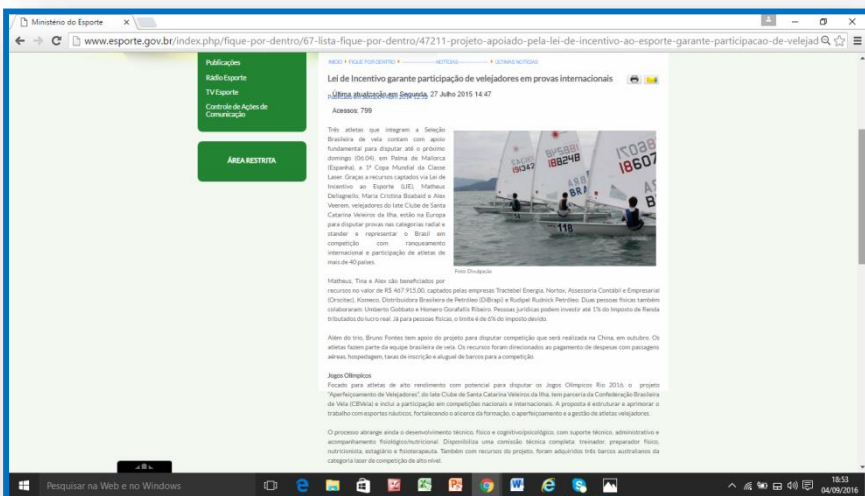 Ministério do Esporte
www.esporte.gov.br/index.php/fique-por-dentro/67-lista-fique-por-dentro/47211-projeto-apoiado-pela-lei-de-incentivo-ao-esporte-garante-participacao-de-velejad
Publicações
Rádio Esporte
TV Esporte
Controle de Ações de
Comunicação
ÁREA RESTRITA
INÍCIO FIQUE POR DENTRO NOTÍCIAS ÚLTIMAS NOTÍCIAS
Lei de Incentivo garante participação de velejadores em provas internacionais
Última atualização em Segunda, 27 Julho 2015 14:47
Acessos: 799
Três atletas que integram a Seleção
Brasileira de vela contam com apoio
fundamental para disputar até o próximo
domingo (06.04), em Palma de Mallorca
(Espanha), a 1ª Copa Mundial da Classe
Laser. Graças a recursos captados via Lei de
Incentivo ao Esporte (LIE), Matheus
Dellagnello, Maria Cristina Boabaid e Alex
Veerem, velejadores do Iate Clube de Santa
Catarina Veleiros da Ilha, estão na Europa
para disputar provas nas categorias radial e
stander e representar o Brasil em
competição com ranqueamento
internacional e participação de atletas de
mais de 40 países.
191347
188248
BRA
118
Foto: Divulgação
Matheus, Tina e Alex são beneficiados por
recursos no valor de R$ 467.915,00, captados pelas empresas Tractebel Energia, Nortox, Assessoria Contábil e Empresarial
(Orscitec), Komeco, Distribuidora Brasileira de Petróleo (DiBrape) e Rudipel Rudnick Petróleo. Duas pessoas físicas também
colaboraram: Umberto Gobbato e Homero Ribeiro. Pessoas jurídicas podem investir até 1% do Imposto de Renda
tributados do lucro real. Já para pessoas físicas, o limite é de 6% do imposto devido.
Além do trio, Bruno Fontes tem apoio do projeto para disputar competição que será realizada na China, em outubro. Os
atletas fazem parte da equipe brasileira de vela. Os recursos foram direcionados ao pagamento de despesas com passagens
aéreas, hospedagem, taxas de inscrição e aluguel de barcos para a competição.
Jogos Olímpicos
Focado para atletas de alto rendimento com potencial para disputar os Jogos Olímpicos Rio 2016, o projeto
"Aperfeiçoamento de Velejadores", do Iate Clube de Santa Catarina Veleiros da Ilha, tem parceria da Confederação Brasileira
de Vela (CBVela) e inclui a participação em competições nacionais e internacionais. A proposta é estruturar e aprimorar o
trabalho com esportes náuticos, fortalecendo o alicerce da formação, o aperfeiçoamento e a gestão de atletas velejadores.
O processo abrange ainda o desenvolvimento técnico, físico e cognitivo/psicológico, com suporte técnico, administrativo e
acompanhamento fisiológico/nutricional. Disponibiliza uma comissão técnica completa: treinador, preparador físico,
nutricionista, estagiário e fisioterapeuta. Também com recursos do projeto, foram adquiridos três barcos australianos da
categoria laser de competição de alto nível.
Pesquisar na Web e no Windows
18:53
04/09/2016